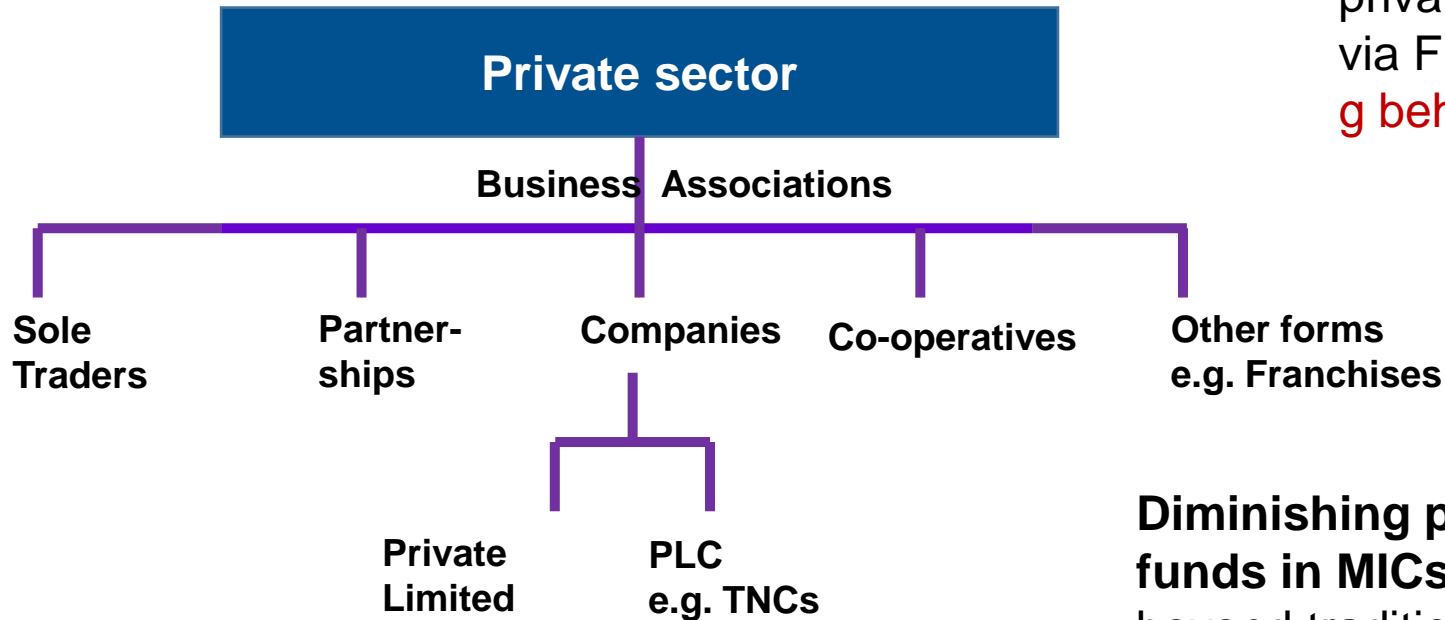 Private sector
via F
g beh
Business Associations
Sole
Traders
Partner-
ships
Companies
Co-operatives
Other forms
e.g. Franchises
Private
Limited
PLC
e.g. TNCs
Diminishing p
funds in MICs